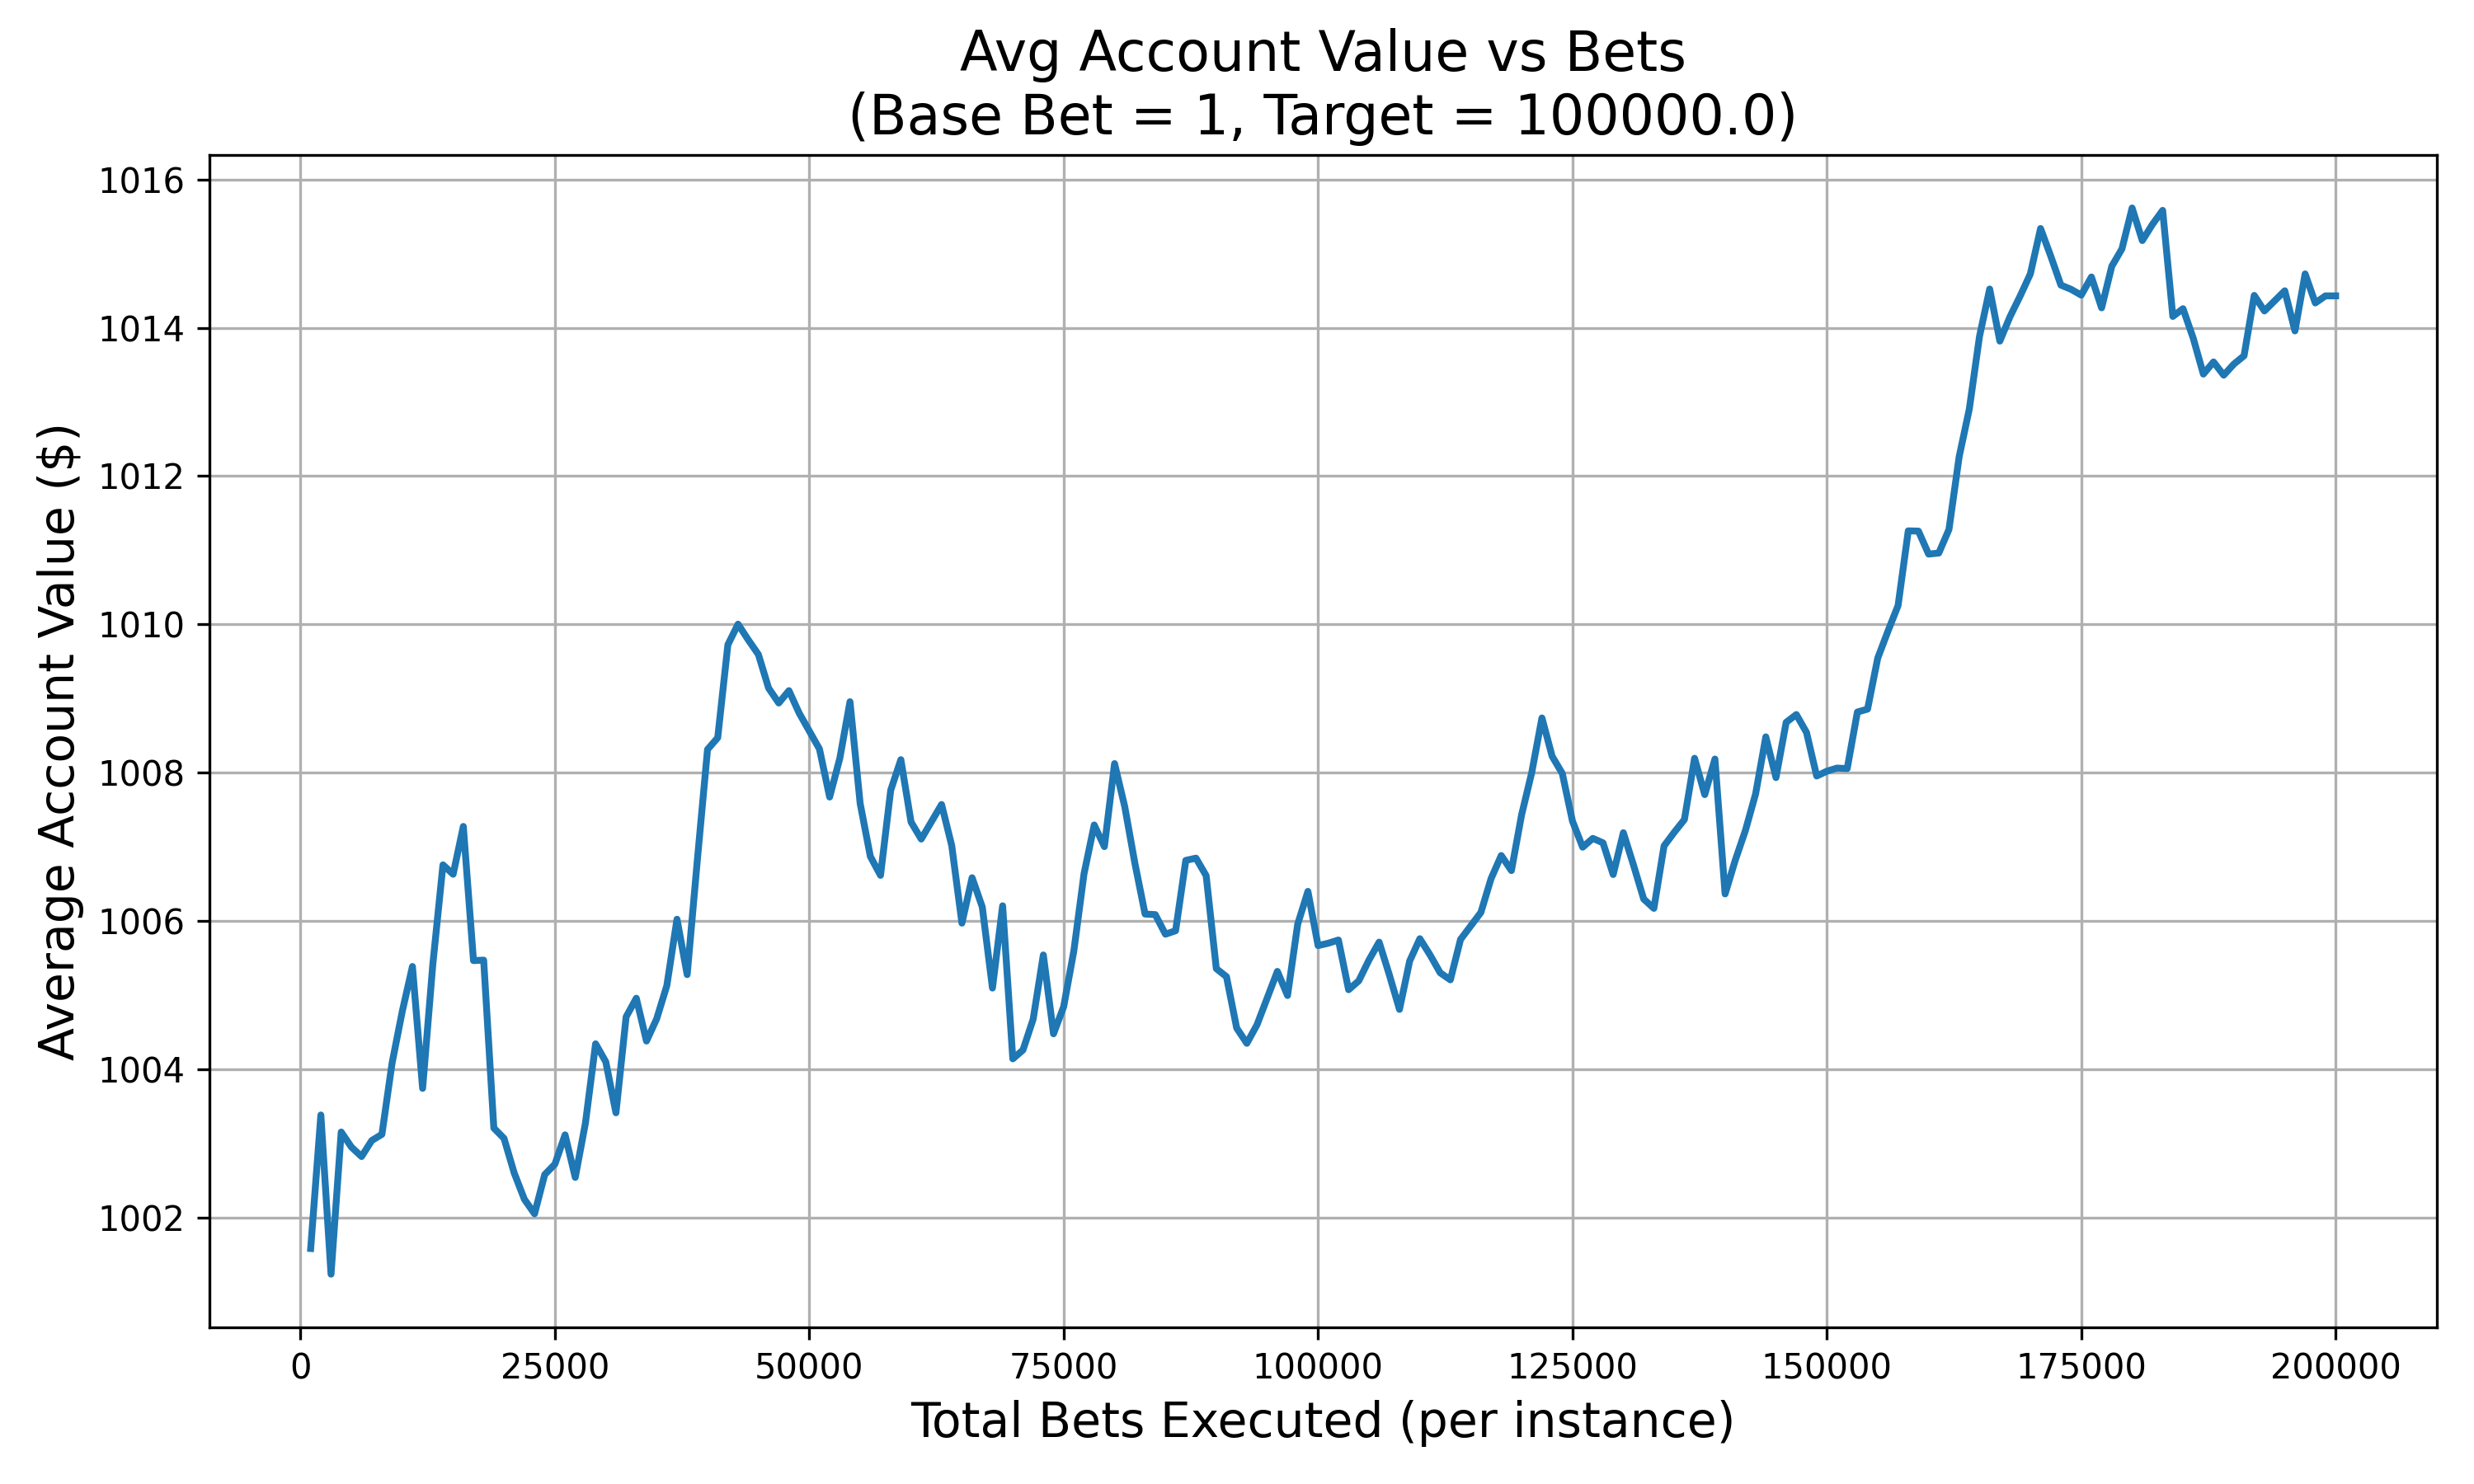 Avg Account Value vs Bets
(Base Bet = 1, Target = 100000.0)
Average Account Value ($)
1016
1014
1012
1010
1008
1006
1004
1002
0 25000 50000 75000 100000 125000 150000 175000 200000
Total Bets Executed (per instance)